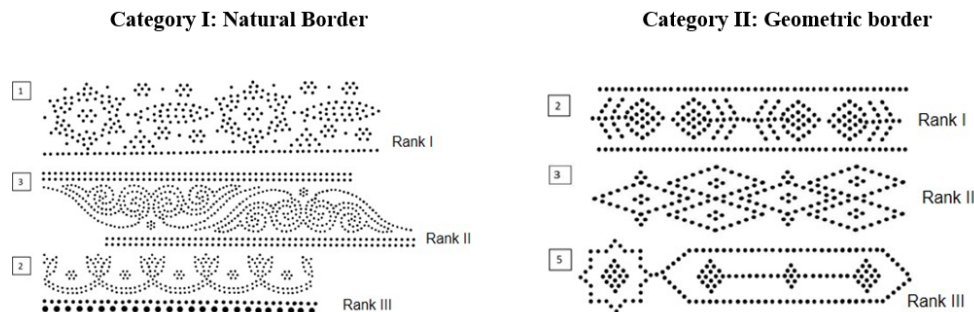 Category I: Natural Border
1
Rank I
3
Rank II
2
Rank III
Category II: Geometric border
2
Rank I
3
Rank II
5
Rank III